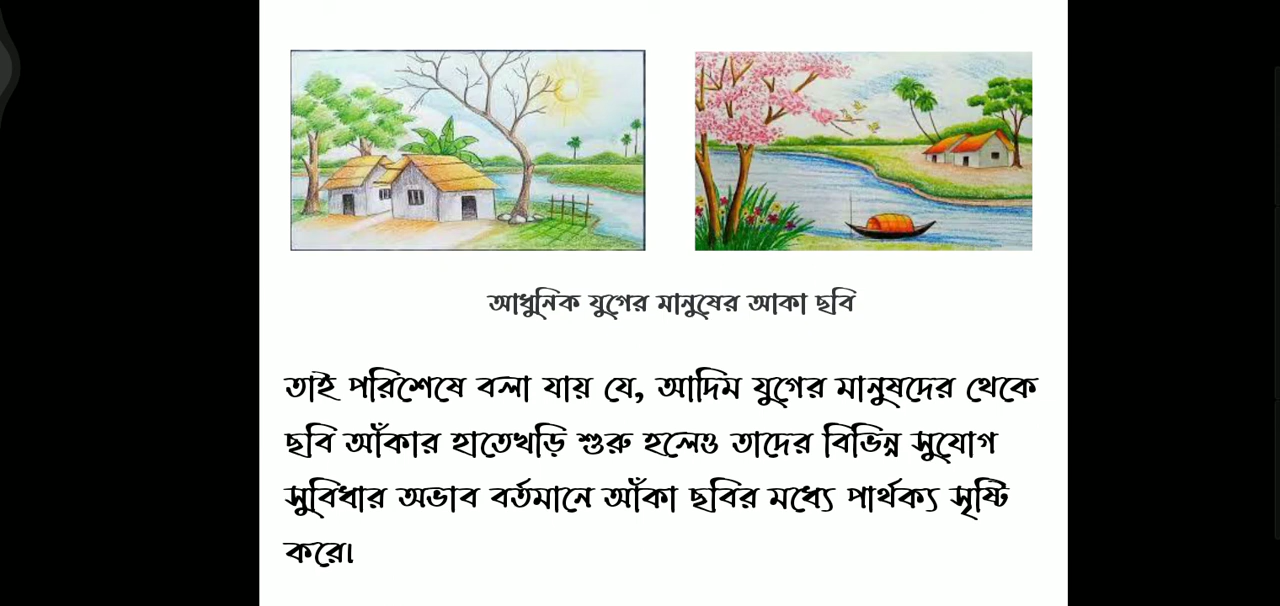 আধুনিক যুগের মানুষের আকা ছবি
তাই পরিশেষে বলা যায় যে, আদিম যুগের মানুষদের থেকে
ছবি আঁকার হাতেখড়ি শুরু হলেও তাদের বিভিন্ন সুযোগ
সুবিধার অভাব বর্তমানে আঁকা ছবির মধ্যে পার্থক্য সৃষ্টি
করে।